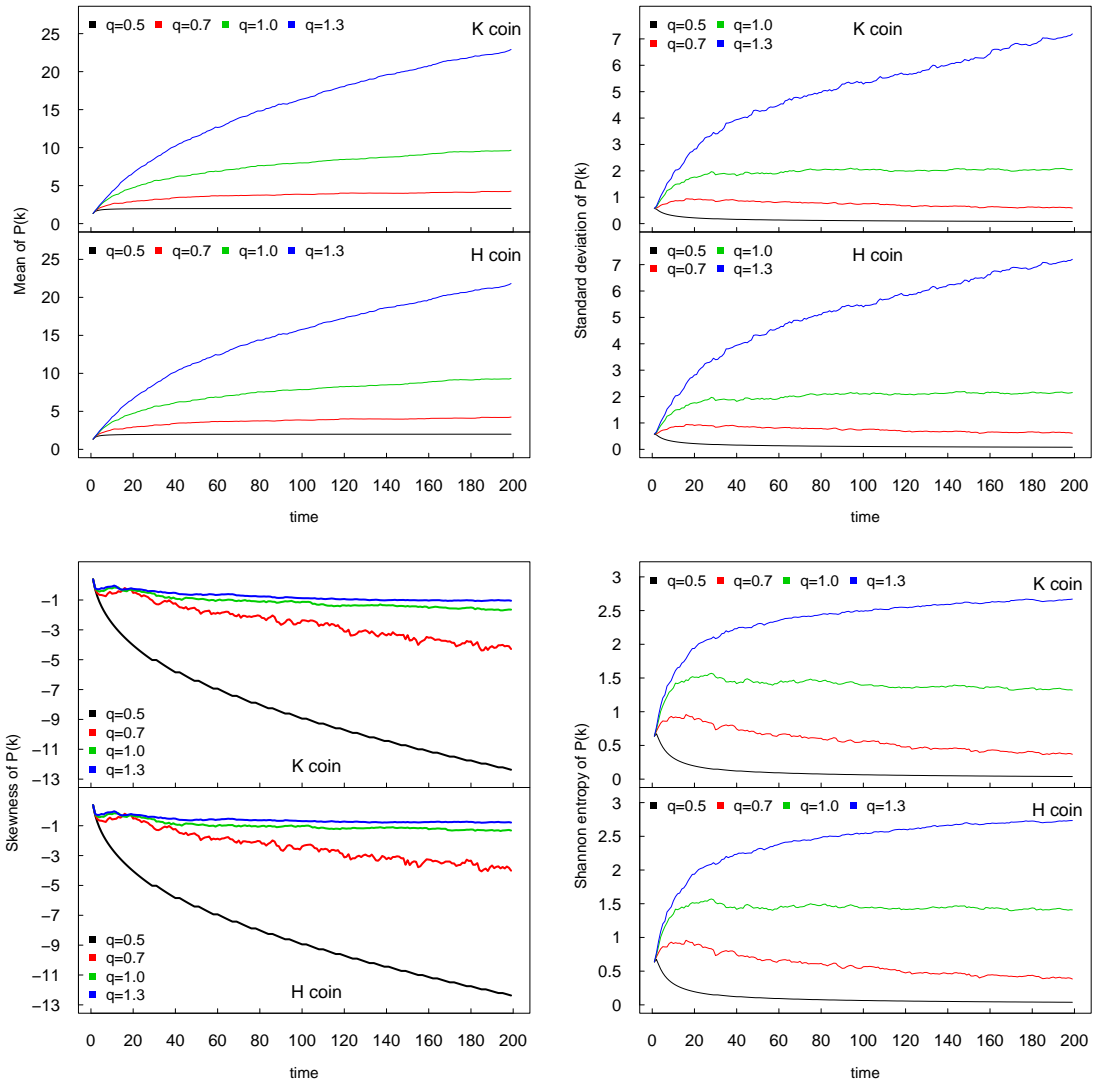 q=0.5 q=0.7 q=1.0 q=1.3
K coin
25
20
15
10
5
0
q=0.5 q=0.7 q=1.0 q=1.3
H coin
25
20
15
10
5
0
Mean of P(k)
0 20 40 60 80 100 120 140 160 180 200
time
q=0.5 q=1.0
q=0.7 q=1.3
K coin
7
6
5
4
3
2
1
0
q=0.5 q=1.0
q=0.7 q=1.3
H coin
7
6
5
4
3
2
1
0
Standard deviation of P(k)
0 20 40 60 80 100 120 140 160 180 200
time
−1
−3
−5
−7
−9
−11
−13
q=0.5
q=0.7
q=1.0
q=1.3
K coin
−1
−3
−5
−7
−9
−11
−13
q=0.5
q=0.7
q=1.0
q=1.3
H coin
Skewness of P(k)
0 20 40 60 80 100 120 140 160 180 200
time
q=0.5 q=0.7 q=1.0 q=1.3
K coin
3
2.5
2
1.5
1
0.5
0
q=0.5 q=0.7 q=1.0 q=1.3
H coin
3
2.5
2
1.5
1
0.5
0
Shannon entropy of P(k)
0 20 40 60 80 100 120 140 160 180 200
time